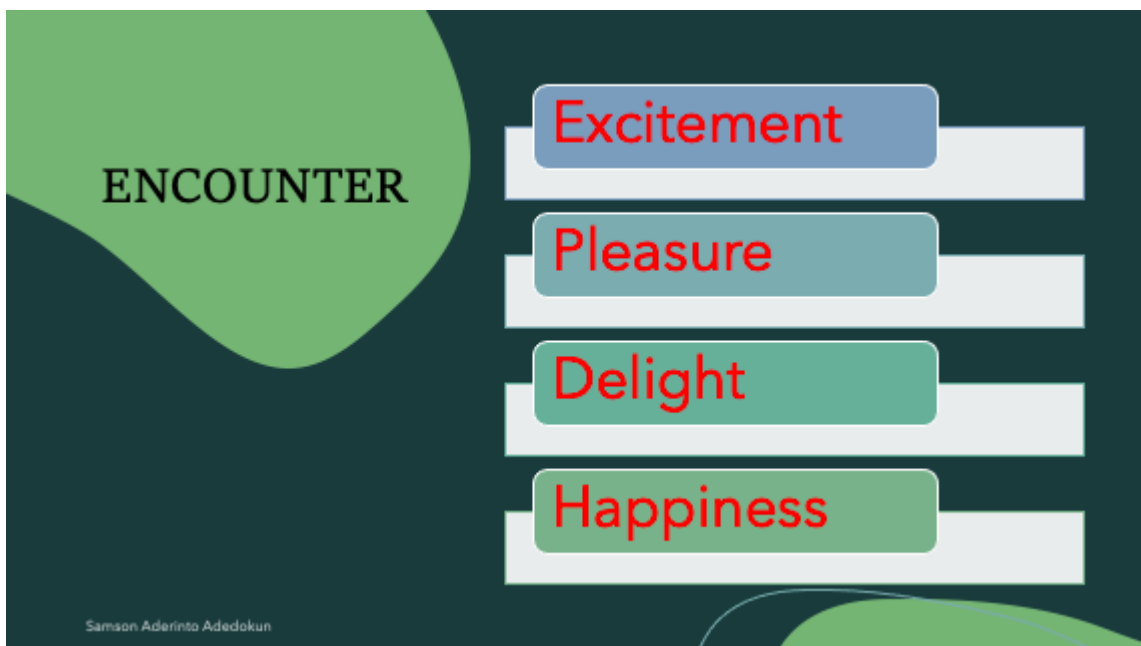 ENCOUNTER
Excitement
Pleasure
Delight
Happiness
Samson Aderinto Adedokun